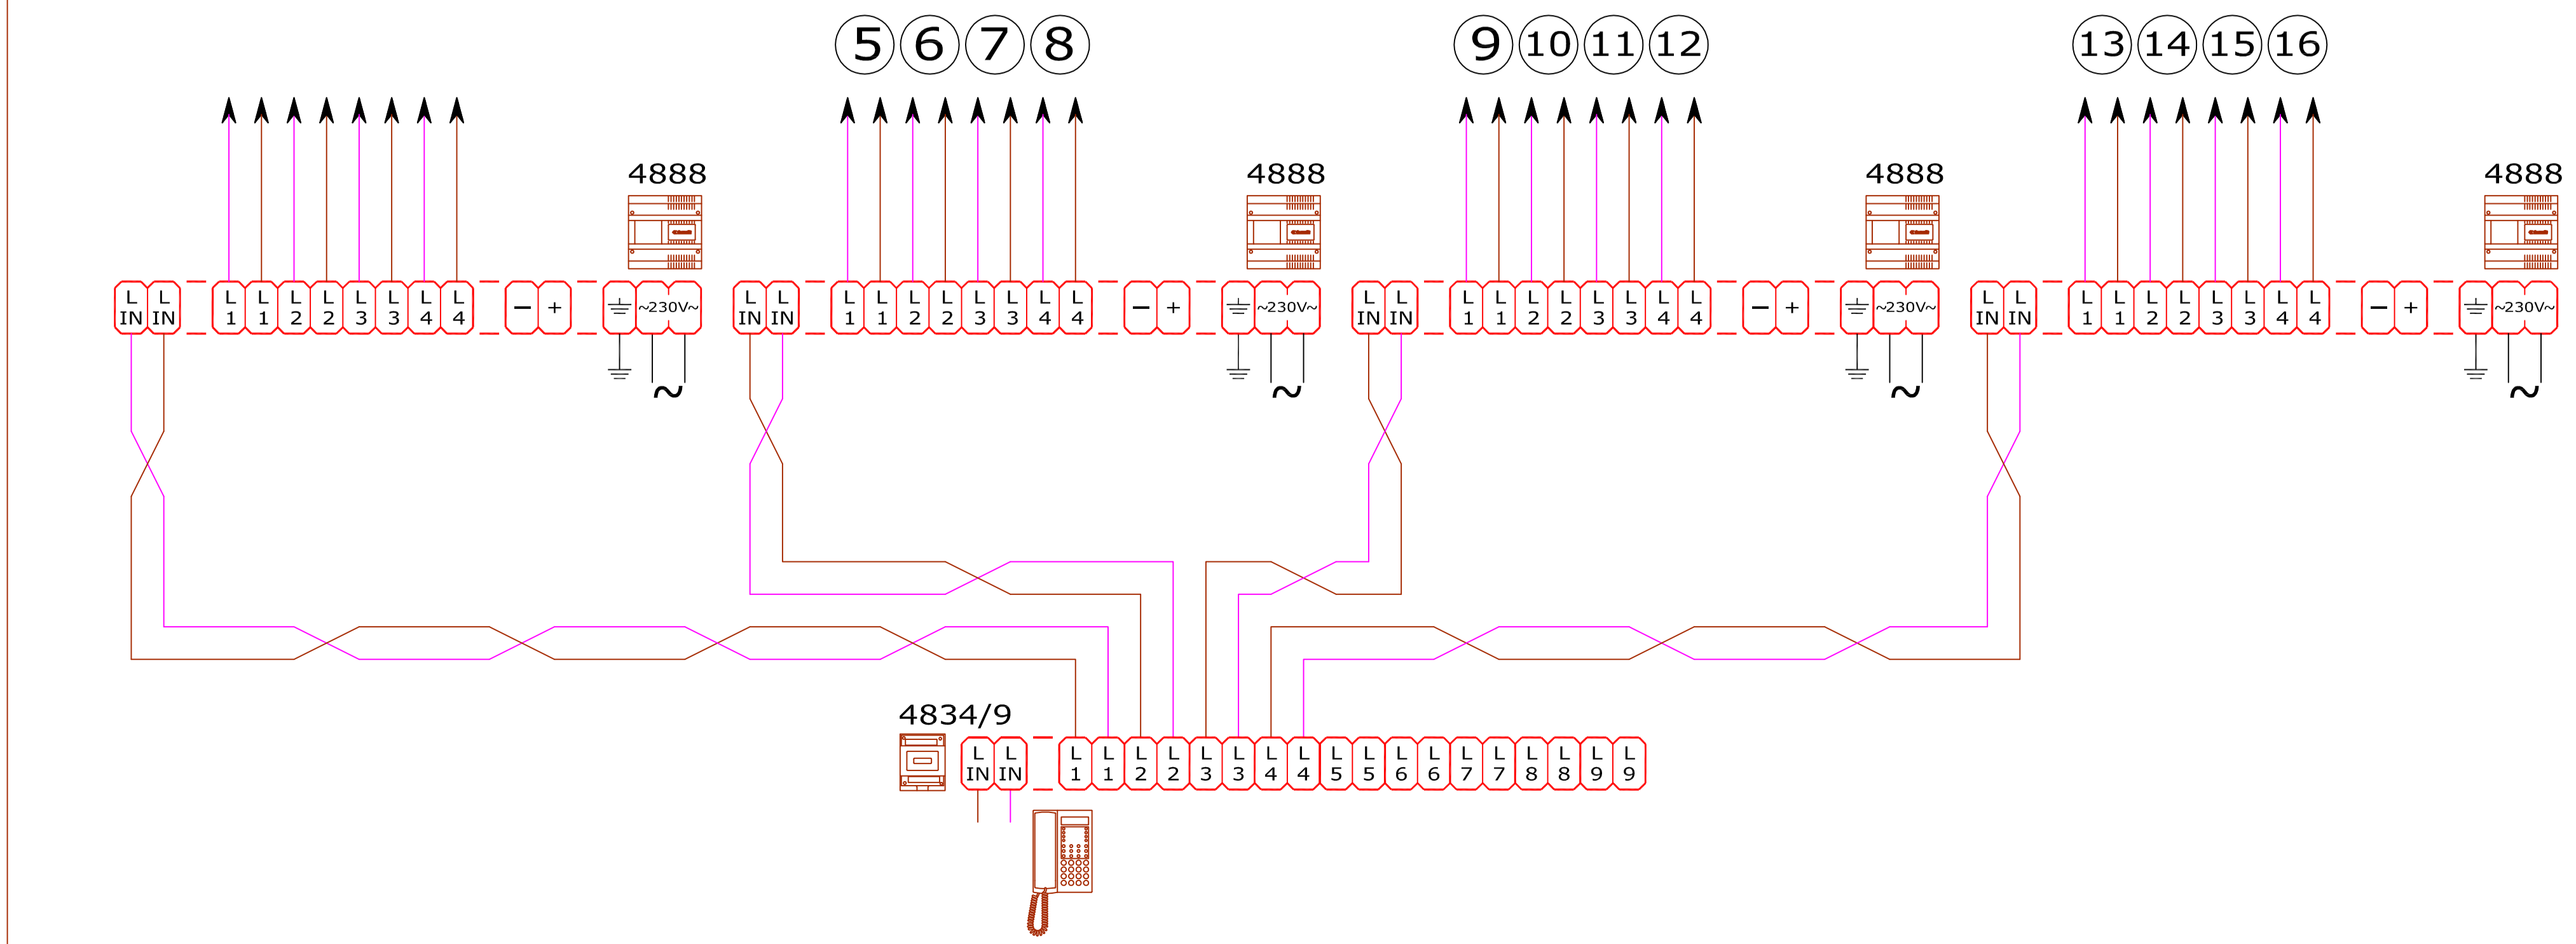 5 6 7 8 9 10 11 12 13 14 15 16
4888 4888 4888 4888
L L L L L L L L L L L L L L L L L L L L L L L L L L L L L L L L L L L L L L L L
IN IN 1 1 2 2 3 3 4 4 − + ~230V~ IN IN 1 1 2 2 3 3 4 4 − + ~230V~ IN IN 1 1 2 2 3 3 4 4 − + ~230V~ IN IN 1 1 2 2 3 3 4 4 − + ~230V~
~ ~ ~ ~
4834/9
L L L L L L L L L L L L L L L L L L L L
IN IN 1 1 2 2 3 3 4 4 5 5 6 6 7 7 8 8 9 9